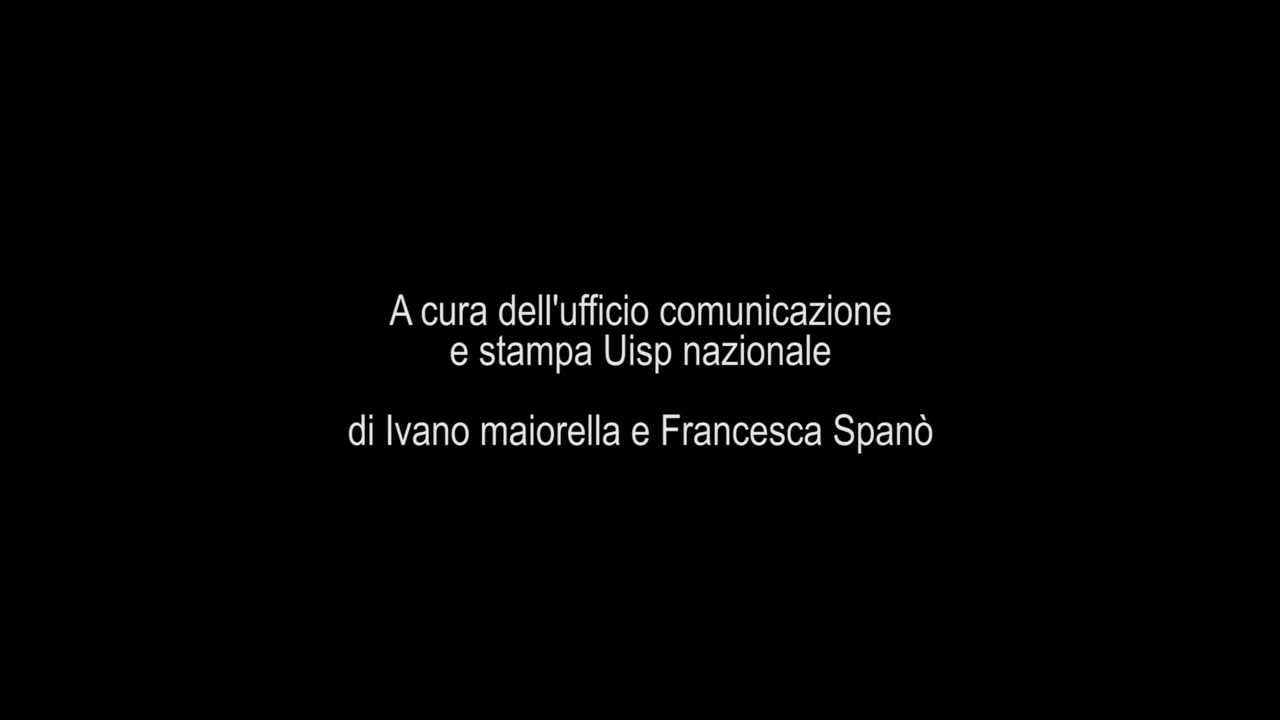 A cura dell'ufficio comunicazione
e stampa Uisp nazionale
di Ivano maiorella e Francesca Spanò